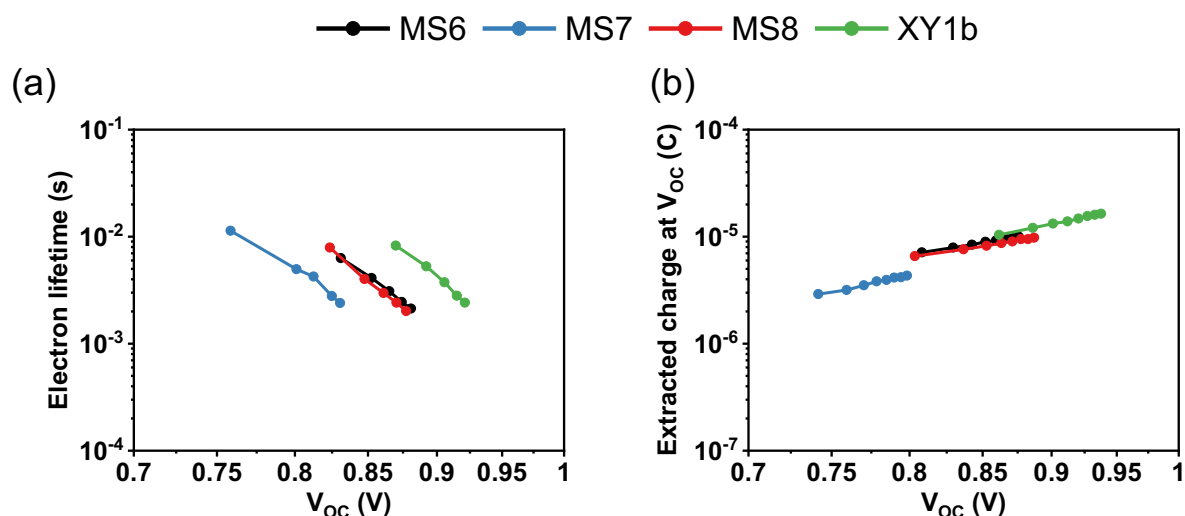 MS6 MS7 MS8 XY1b
(a)
Electron lifetime (s)
10⁻¹
10⁻²
10⁻³
10⁻⁴
0.7 0.75 0.8 0.85 0.9 0.95 1
V_OC (V)
(b)
Extracted charge at V_OC (C)
10⁻⁴
10⁻⁵
10⁻⁶
10⁻⁷
0.7 0.75 0.8 0.85 0.9 0.95 1
V_OC (V)